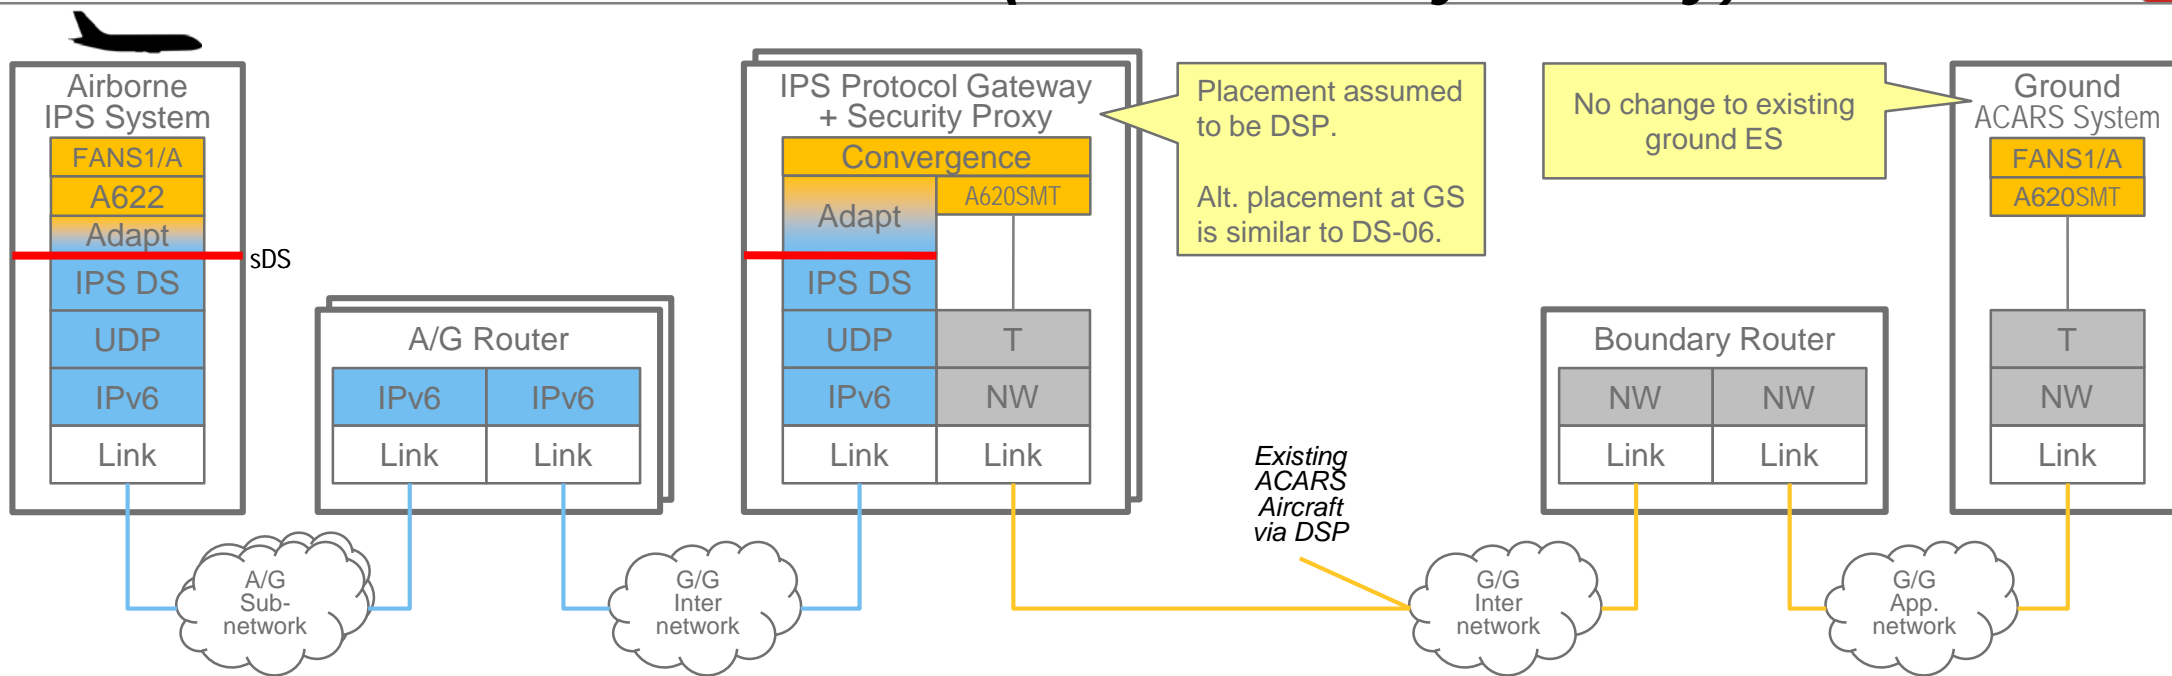 Airborne
IPS System
FANS1/A
A622
Adapt
sDS
IPS DS
UDP
IPv6
Link
A/G
Sub-
network
A/G Router
IPv6 IPv6
Link Link
G/G
Inter
network
IPS Protocol Gateway
+ Security Proxy
Convergence
Adapt A620SMT
IPS DS
UDP T
IPv6 NW
Link Link
Placement assumed
to be DSP.
Alt. placement at GS
is similar to DS-06.
Existing
ACARS
Aircraft
via DSP
G/G
Inter
network
No change to existing
ground ES
Boundary Router
NW NW
Link Link
G/G
App.
network
Ground
ACARS System
FANS1/A
A620SMT
T
NW
Link